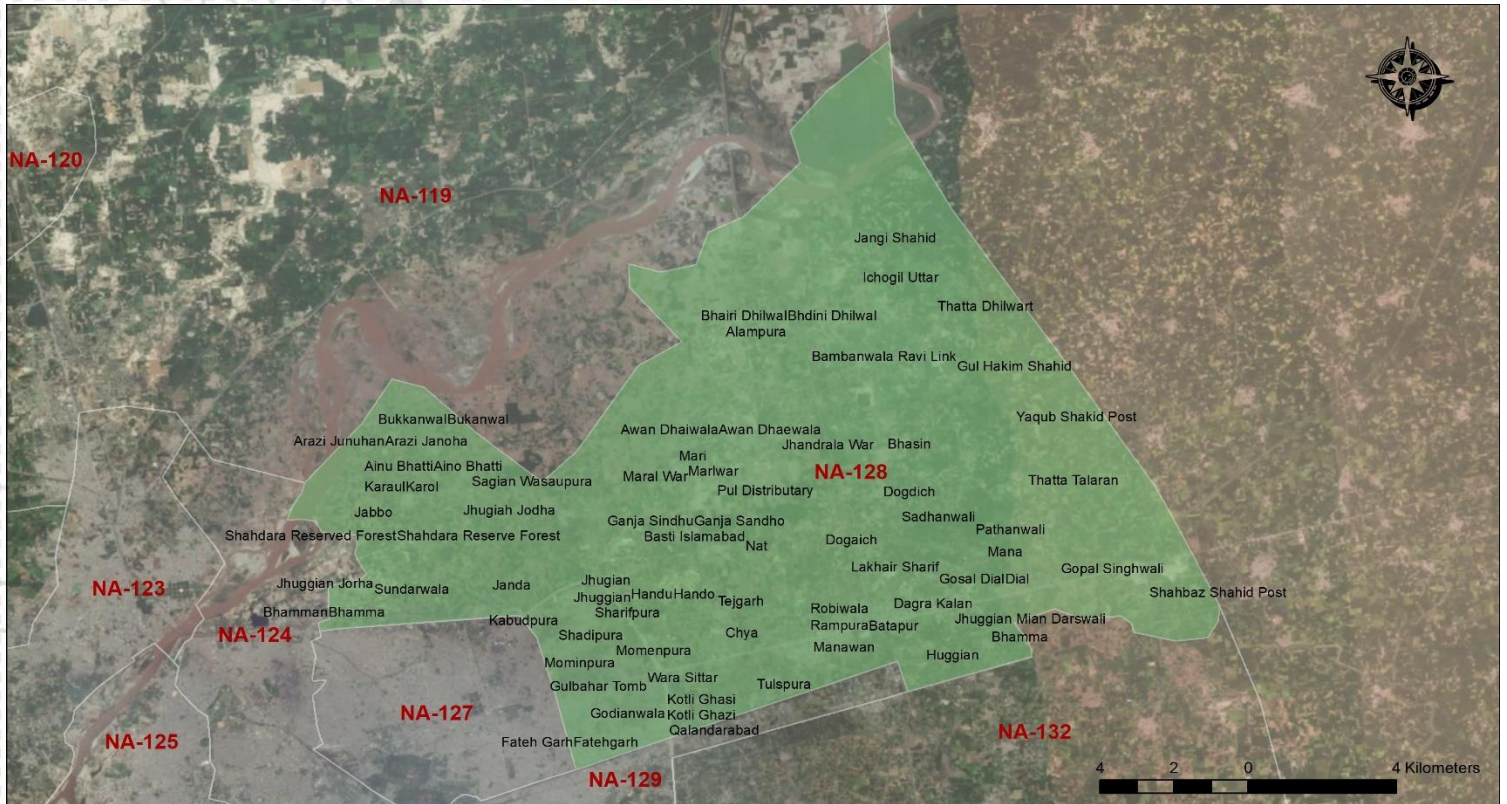 NA-120
NA-119
Jangi Shahid
Ichogil Uttar
Thatta Dhilwart
Bhairi DhilwalBhdini Dhilwal
Alampura
Bambanwala Ravi Link
Gul Hakim Shahid
Yaqub Shakid Post
BukkanwalBukanwal
Awan DhaiwalaAwan Dhaewala
Arazi JunuhanArazi Janoha
Jhandrala War
Bhasin
Mari
Ainu BhattiAino Bhatti
Marlwar
NA-128
Maral War
Sagian Wasaupura
Thatta Talaran
KaraulKarol
Pul Distributary
Dogdich
Jabbo
Jhugiah Jodha
Sadhanwali
Ganja SindhuGanja Sandho
Pathanwali
Shahdara Reserved ForestShahdara Reserve Forest
Basti Islamabad
Nat
Dogaich
Mana
Lakhair Sharif
Gopal Singhwali
Gosal DialDial
Jhuggian Jorha
Sundarwala
Janda
Jhugian
NA-123
Jhuggian
HanduHando
Tejgarh
Shahbaz Shahid Post
Dagra Kalan
BhammanBhamma
Sharifpura
Robiwala
Kabudpura
Jhuggian Mian Darswali
NA-124
Shadipura
Chya
RampuraBatapur
Bhamma
Momenpura
Manawan
Huggian
Mominpura
Wara Sittar
Gulbahar Tomb
Tulspura
Kotli Ghasi
NA-127
Godianwala
Kotli Ghazi
Qalandarabad
NA-132
NA-125
Fateh GarhFatehgarh
NA-129
4 2 0 4 Kilometers